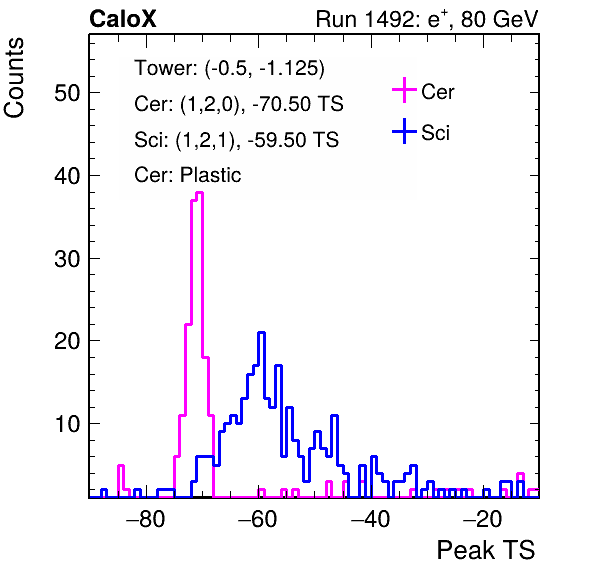 CaloX Run 1492: e⁺, 80 GeV
Counts
Tower: (-0.5, -1.125)
Cer: (1,2,0), -70.50 TS
Sci: (1,2,1), -59.50 TS
Cer: Plastic
Cer
Sci
50
40
30
20
10
−80 −60 −40 −20
Peak TS